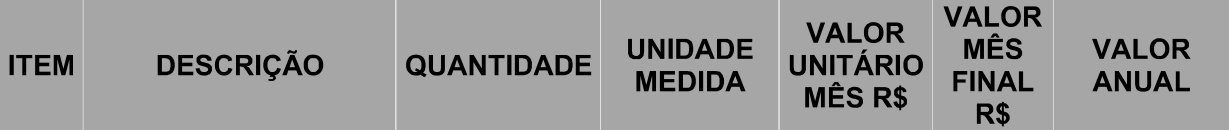 ITEM
DESCRIÇÃO
QUANTIDADE
UNIDADE
MEDIDA
VALOR
UNITÁRIO
MÊS R$
VALOR
MÊS
FINAL
R$
VALOR
ANUAL